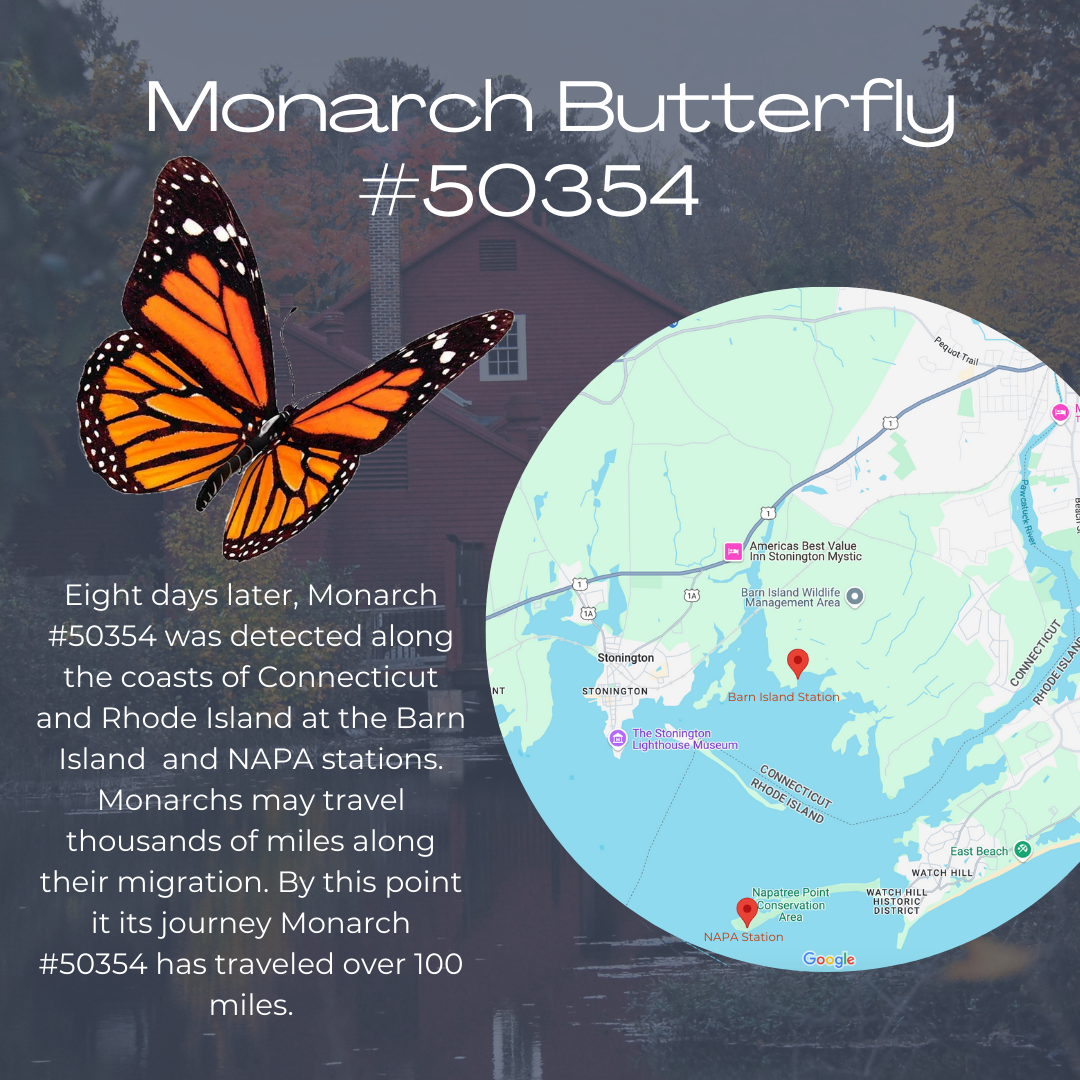 Monarch Butterfly
#50354
Eight days later, Monarch
#50354 was detected along
the coasts of Connecticut
and Rhode Island at the Barn
Island  and NAPA stations.
Monarchs may travel
thousands of miles along
their migration. By this point
it its journey Monarch
#50354 has traveled over 100
miles.
Pequot Trail
1
1
1
1A
1A
Americas Best Value
Inn Stonington Mystic
Barn Island Wildlife
Management Area
Pawcatuck River
Stonington
STONINGTON
NT
Barn Island Station
The Stonington
Lighthouse Museum
CONNECTICUT
RHODE ISLAND
CONNECTICUT
RHODE ISLAND
East Beach
WATCH HILL
WATCH HILL
HISTORIC
DISTRICT
Napatree Point
Conservation
Area
NAPA Station
Google